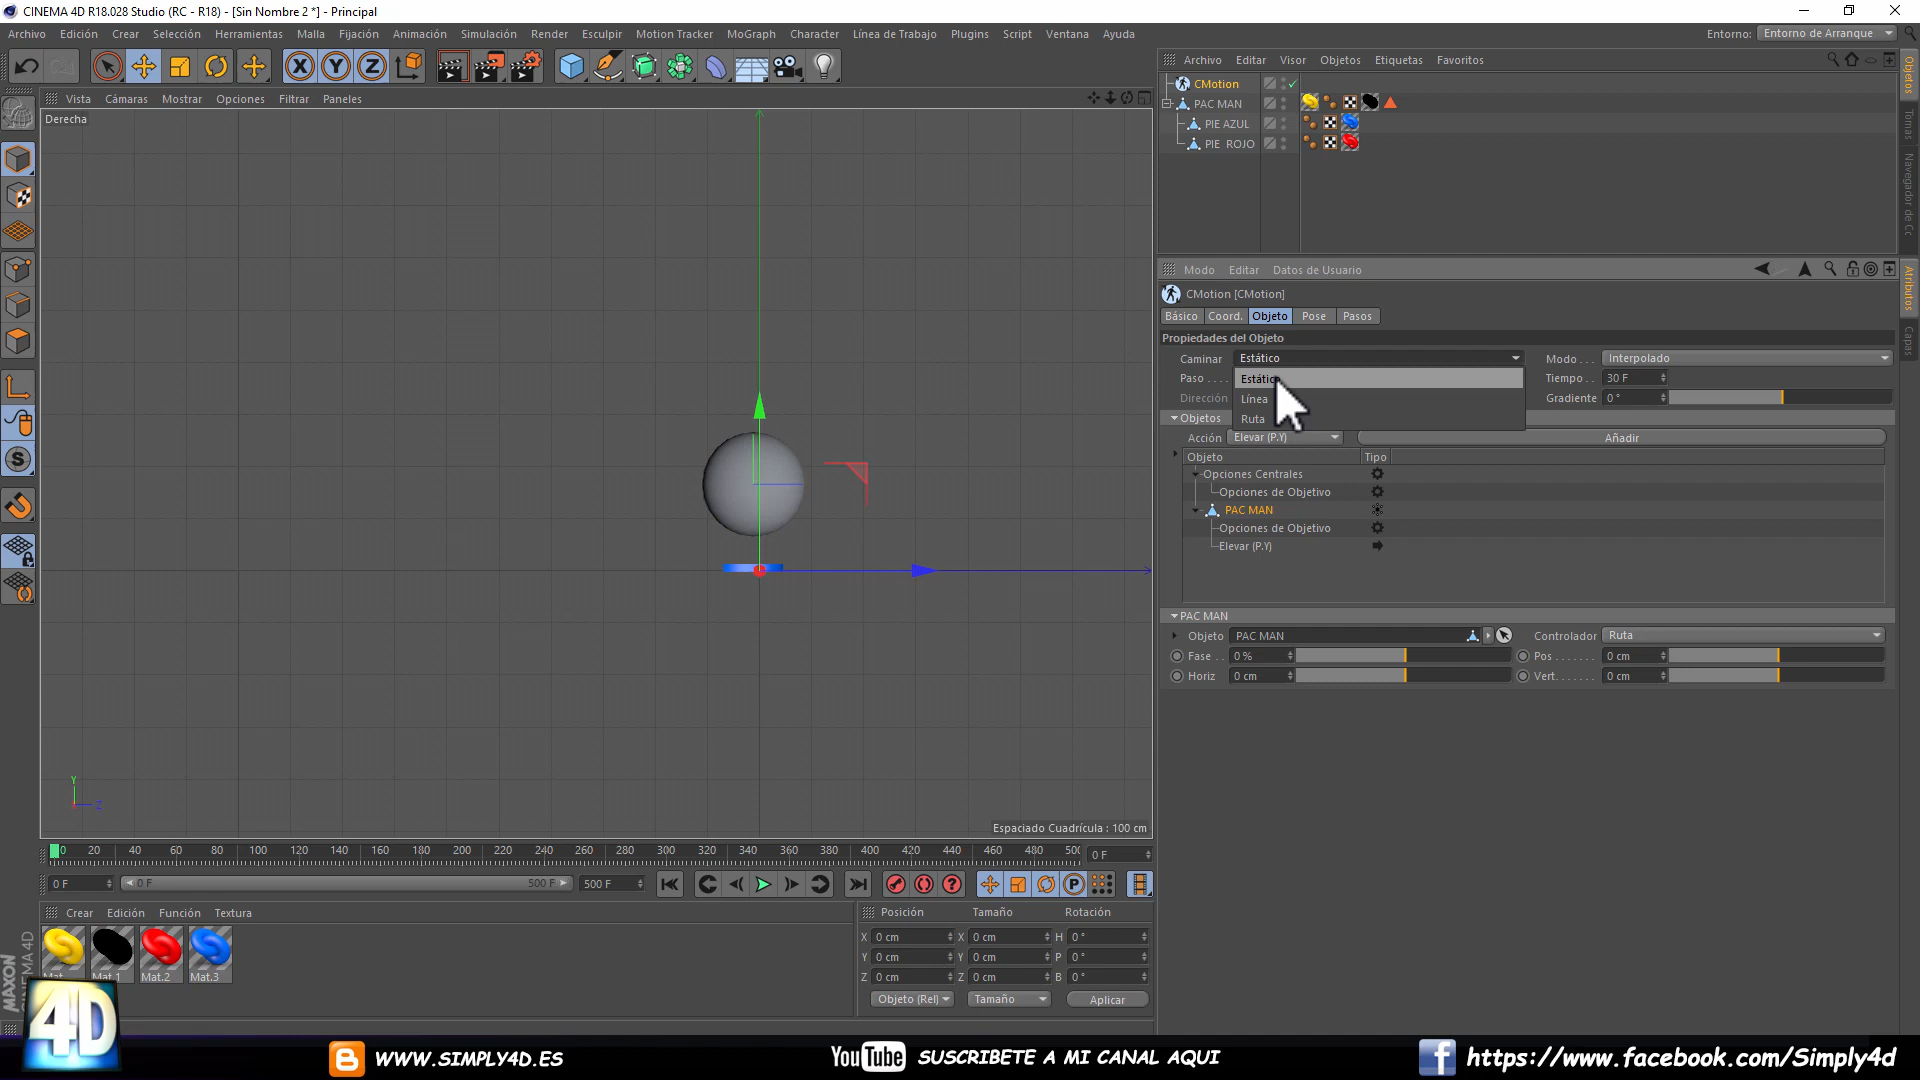 CINEMA 4D R18.028 Studio (RC - R18) - [Sin Nombre 2 *] - Principal
Archivo Edición Crear Selección Herramientas Malla Fijación Animación Simulación Render Esculpir Motion Tracker MoGraph Character Línea de Trabajo Plugins Script Ventana Ayuda Entorno: Entorno de Arranque
X Y Z
Vista Cámaras Mostrar Opciones Filtrar Paneles
Derecha
Espaciado Cuadrícula : 100 cm
Y
Z
S
Archivo Editar Visor Objetos Etiquetas Favoritos
CMotion
PAC MAN
PIE AZUL
PIE ROJO
Objetos
Tomas
Navegador de Cc
Modo Editar Datos de Usuario
Atributos
Capas
CMotion [CMotion]
Básico Coord. Objeto Pose Pasos
Propiedades del Objeto
Caminar Estático Modo . . . Interpolado
Paso . . . . Estático Tiempo . . 30 F
Dirección Línea Gradiente 0 °
Objetos Ruta
Acción Elevar (P.Y) Añadir
Objeto Tipo
Opciones Centrales
Opciones de Objetivo
PAC MAN
Opciones de Objetivo
Elevar (P.Y)
PAC MAN
Objeto PAC MAN Controlador Ruta
Fase . . 0 % Pos . . . . . . . 0 cm
Horiz 0 cm Vert. . . . . . . 0 cm
0 20 40 60 80 100 120 140 160 180 200 220 240 260 280 300 320 340 360 380 400 420 440 460 480 500 0 F
0 F 0 F 500 F 500 F
P
Crear Edición Función Textura
Mat. Mat.1 Mat.2 Mat.3
Posición Tamaño Rotación
X 0 cm X 0 cm H 0 °
Y 0 cm Y 0 cm P 0 °
Z 0 cm Z 0 cm B 0 °
Objeto (Rel) Tamaño Aplicar
MAXON
CINEMA 4D
4D
WWW.SIMPLY4D.ES
YouTube SUSCRIBETE A MI CANAL AQUI
f https://www.facebook.com/Simply4d